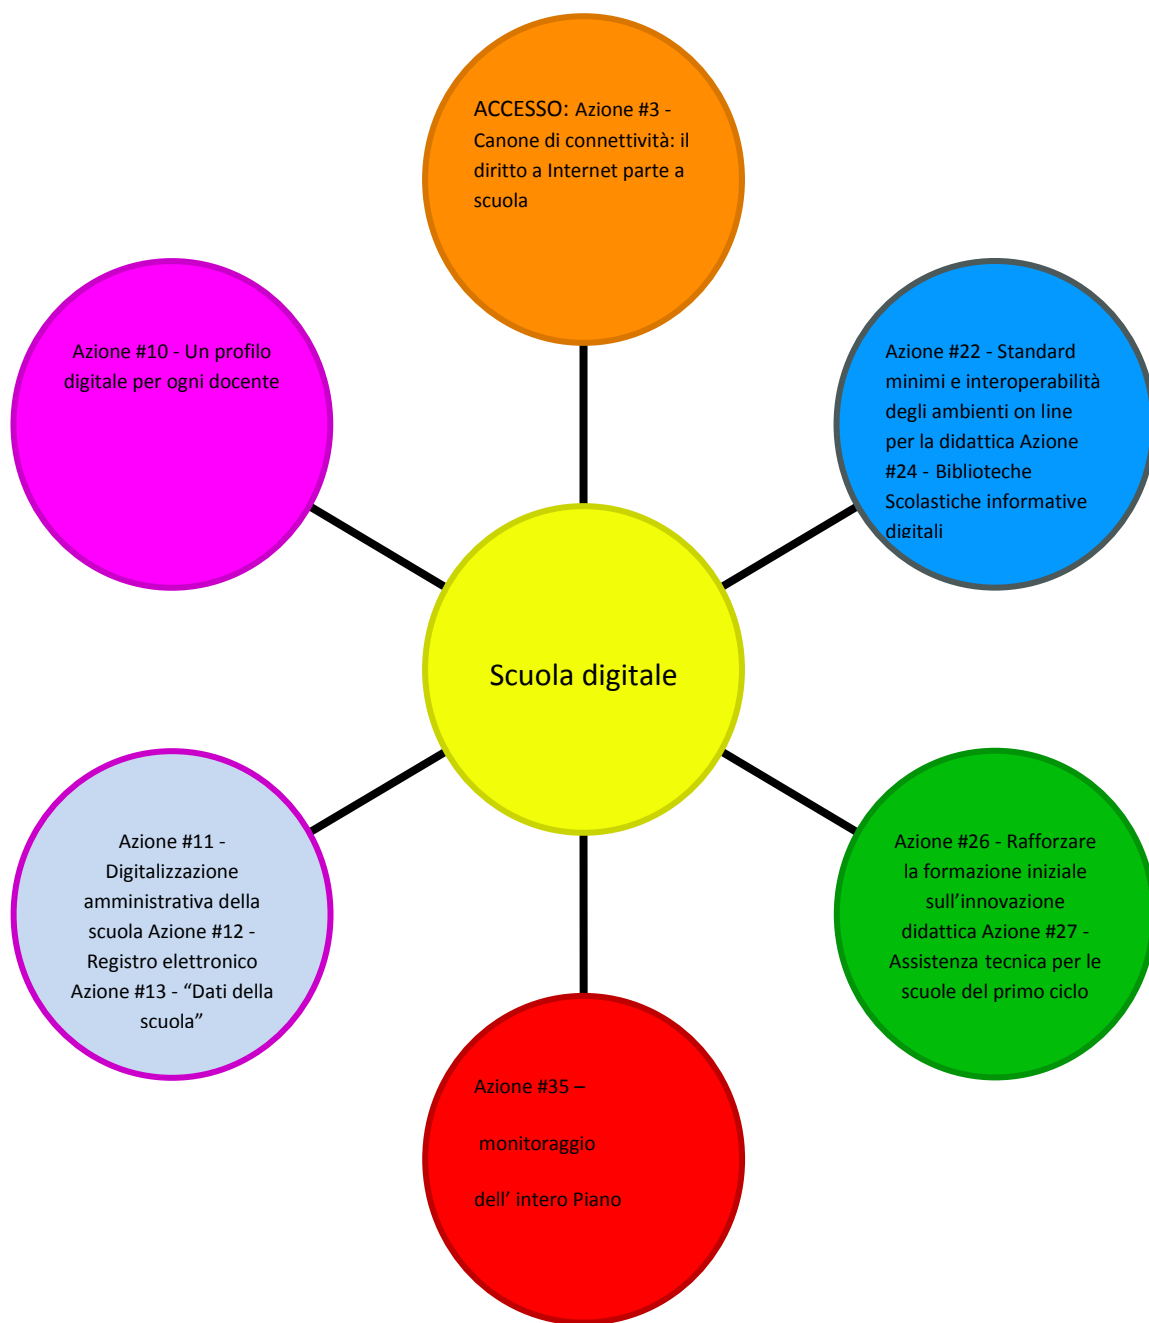 ACCESSO: Azione #3 -
Canone di connettività: il
diritto a Internet parte a
scuola
Azione #10 - Un profilo
digitale per ogni docente
Azione #22 - Standard
minimi e interoperabilità
degli ambienti on line
per la didattica Azione
#24 - Biblioteche
Scolastiche informative
digitali
Scuola digitale
Azione #11 -
Digitalizzazione
amministrativa della
scuola Azione #12 -
Registro elettronico
Azione #13 - “Dati della
scuola”
Azione #26 - Rafforzare
la formazione iniziale
sull’innovazione
didattica Azione #27 -
Assistenza tecnica per le
scuole del primo ciclo
Azione #35 –
monitoraggio
dell’ intero Piano